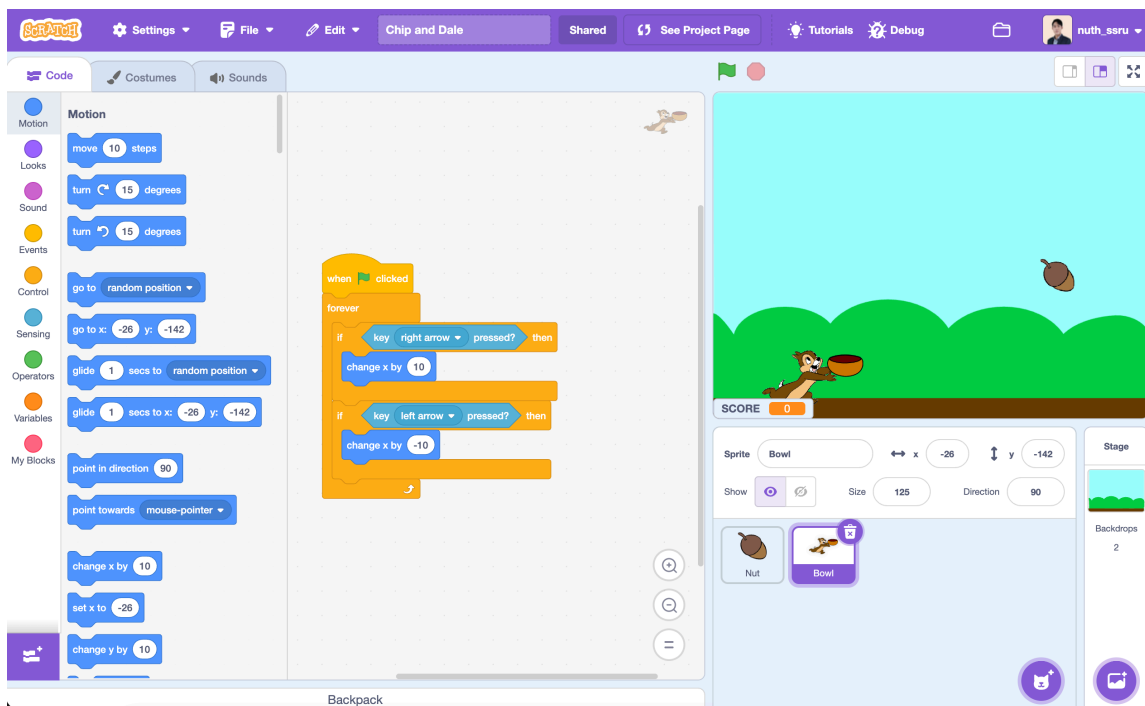 SCRATCH Settings File Edit Chip and Dale Shared See Project Page Tutorials Debug nuth_ssru
Code Costumes Sounds
Motion
Looks
Sound
Events
Control
Sensing
Operators
Variables
My Blocks
Motion
move 10 steps
turn 15 degrees
turn 15 degrees
go to random position
go to x: -26 y: -142
glide 1 secs to random position
glide 1 secs to x: -26 y: -142
point in direction 90
point towards mouse-pointer
change x by 10
set x to -26
change y by 10
when clicked
forever
if key right arrow pressed? then
change x by 10
if key left arrow pressed? then
change x by -10
Backpack
SCORE 0
Sprite Bowl x -26 y -142
Show Size 125 Direction 90
Nut
Bowl
Stage
Backdrops
2